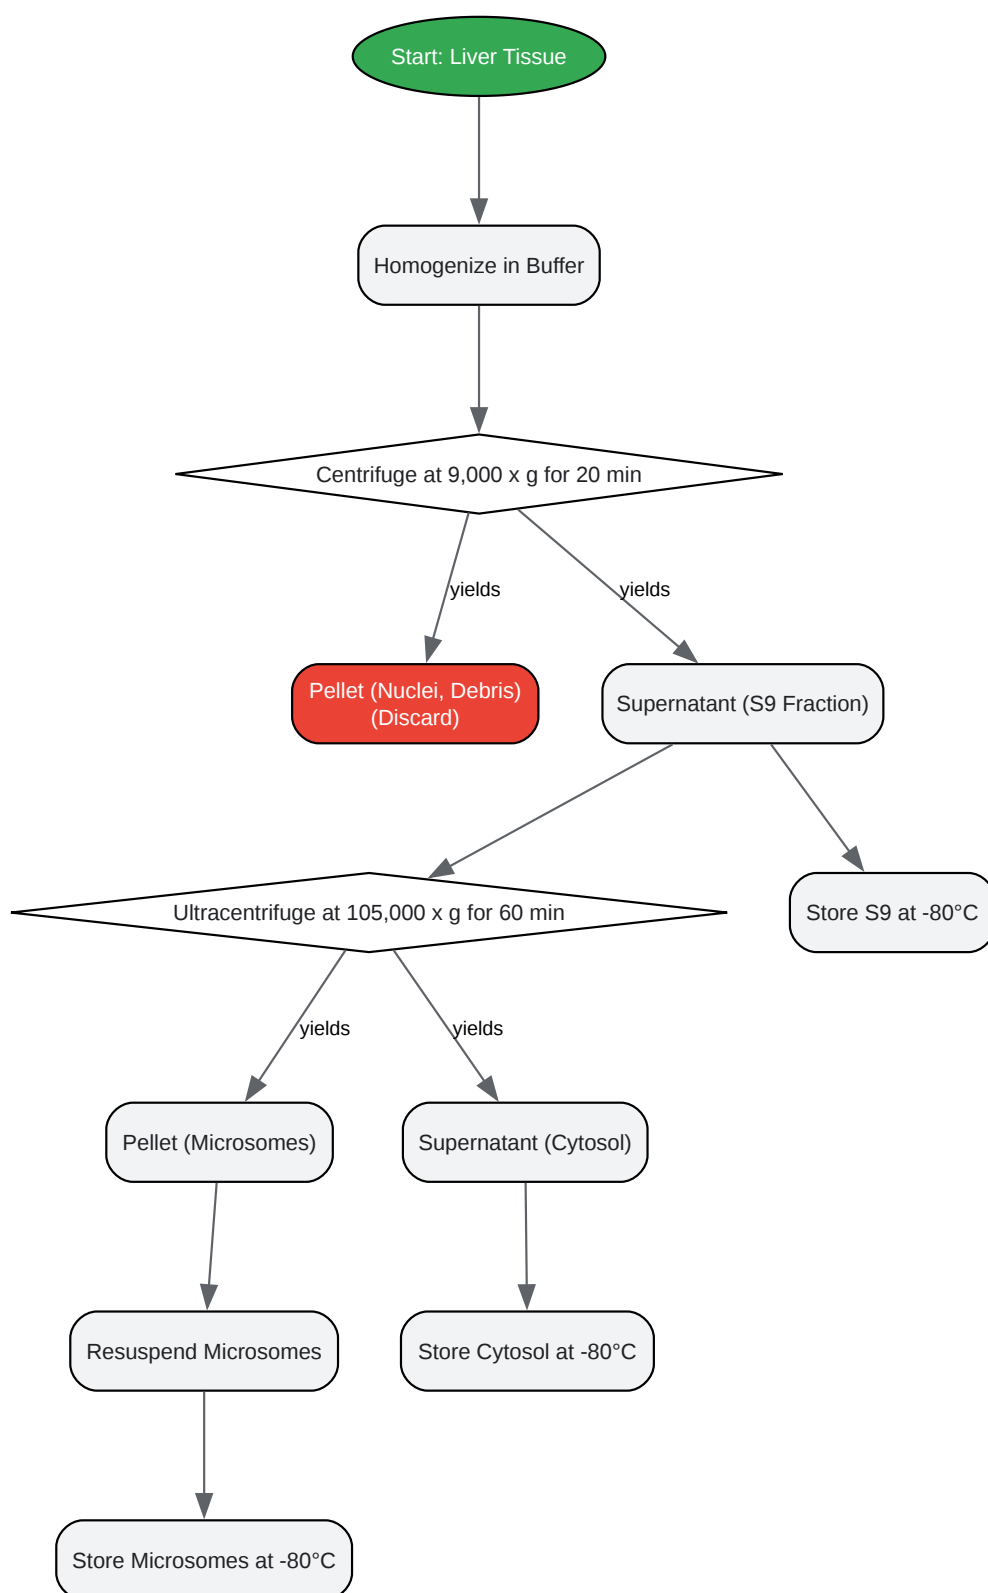 Start: Liver Tissue
Homogenize in Buffer
Centrifuge at 9,000 x g for 20 min
yields
yields
Pellet (Nuclei, Debris)
(Discard)
Supernatant (S9 Fraction)
Ultracentrifuge at 105,000 x g for 60 min
Store S9 at -80°C
yields
yields
Pellet (Microsomes)
Supernatant (Cytosol)
Resuspend Microsomes
Store Cytosol at -80°C
Store Microsomes at -80°C